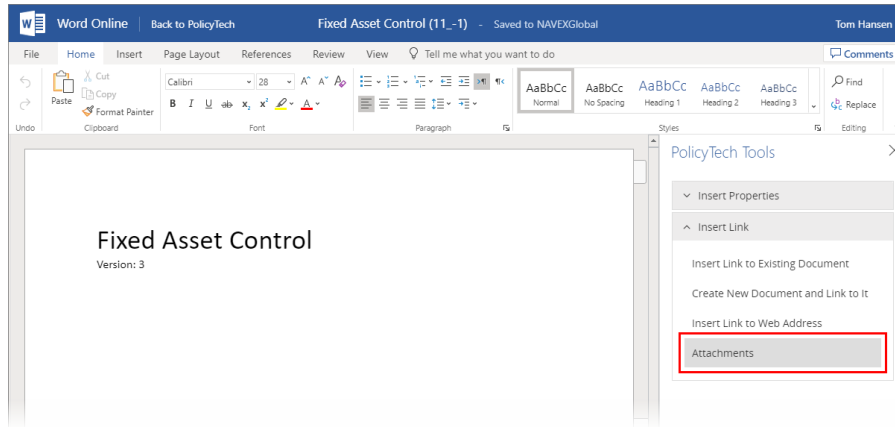 W Word Online Back to PolicyTech Fixed Asset Control (11_-1) - Saved to NAVEXGlobal Tom Hansen
File Home Insert Page Layout References Review View Tell me what you want to do Comments
Cut
Copy
Format Painter
Paste
Calibri 28 A A
B I U ab x₂ x² A
AaBbCc AaBbCc AaBbCc AaBbCc AaBbCc
Normal No Spacing Heading 1 Heading 2 Heading 3
Find
Replace
Undo Clipboard Font Paragraph Styles Editing
PolicyTech Tools
Insert Properties
Insert Link
Insert Link to Existing Document
Create New Document and Link to It
Insert Link to Web Address
Attachments
Fixed Asset Control
Version: 3